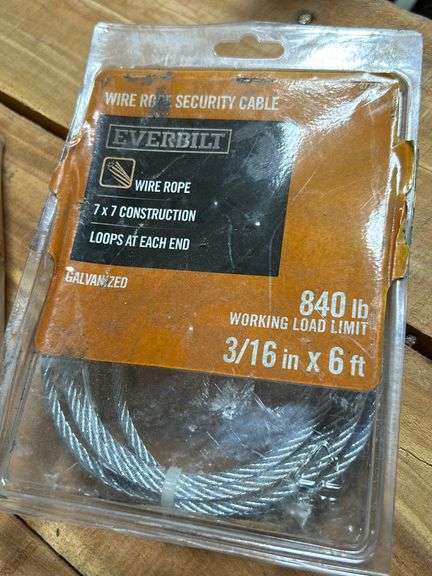 WIRE ROPE SECURITY CABLE
EVERBILT
WIRE ROPE
7 x 7 CONSTRUCTION
LOOPS AT EACH END
GALVANIZED
840 lb
WORKING LOAD LIMIT
3/16 in x 6 ft